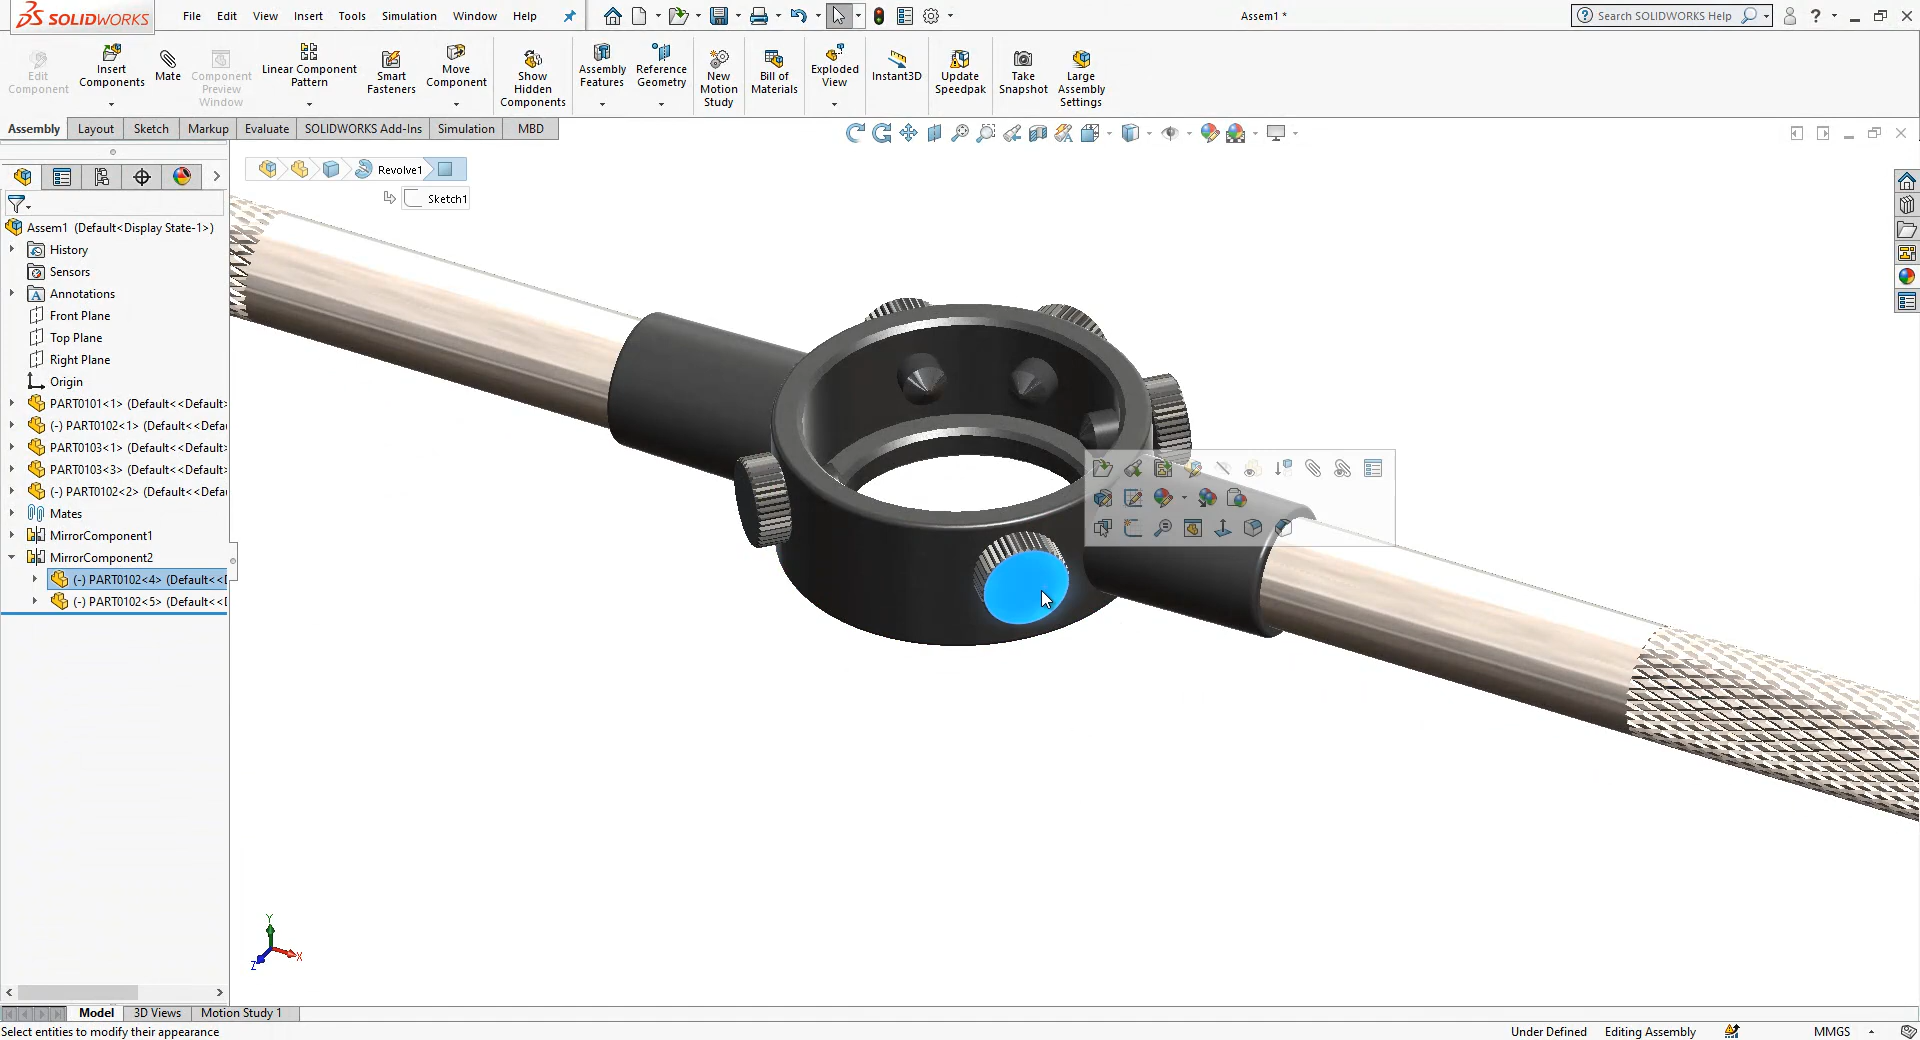 SOLIDWORKS File Edit View Insert Tools Simulation Window Help Assem1 * Search SOLIDWORKS Help ?
Edit Component
Insert Components
Mate
Component Preview Window
Linear Component Pattern
Smart Fasteners
Move Component
Show Hidden Components
Assembly Features
Reference Geometry
New Motion Study
Bill of Materials
Exploded View
Instant3D
Update Speedpak
Take Snapshot
Large Assembly Settings
Assembly Layout Sketch Markup Evaluate SOLIDWORKS Add-Ins Simulation MBD
Revolve1
Sketch1
Assem1 (Default<Display State-1>)
History
Sensors
Annotations
Front Plane
Top Plane
Right Plane
Origin
PART0101<1> (Default<<Default>
(-) PART0102<1> (Default<<Defau
PART0103<1> (Default<<Default>
PART0103<3> (Default<<Default>
(-) PART0102<2> (Default<<Defau
Mates
MirrorComponent1
MirrorComponent2
(-) PART0102<4> (Default<<D
(-) PART0102<5> (Default<<D
Y
X
Z
Model 3D Views Motion Study 1
Select entities to modify their appearance Under Defined Editing Assembly MMGS